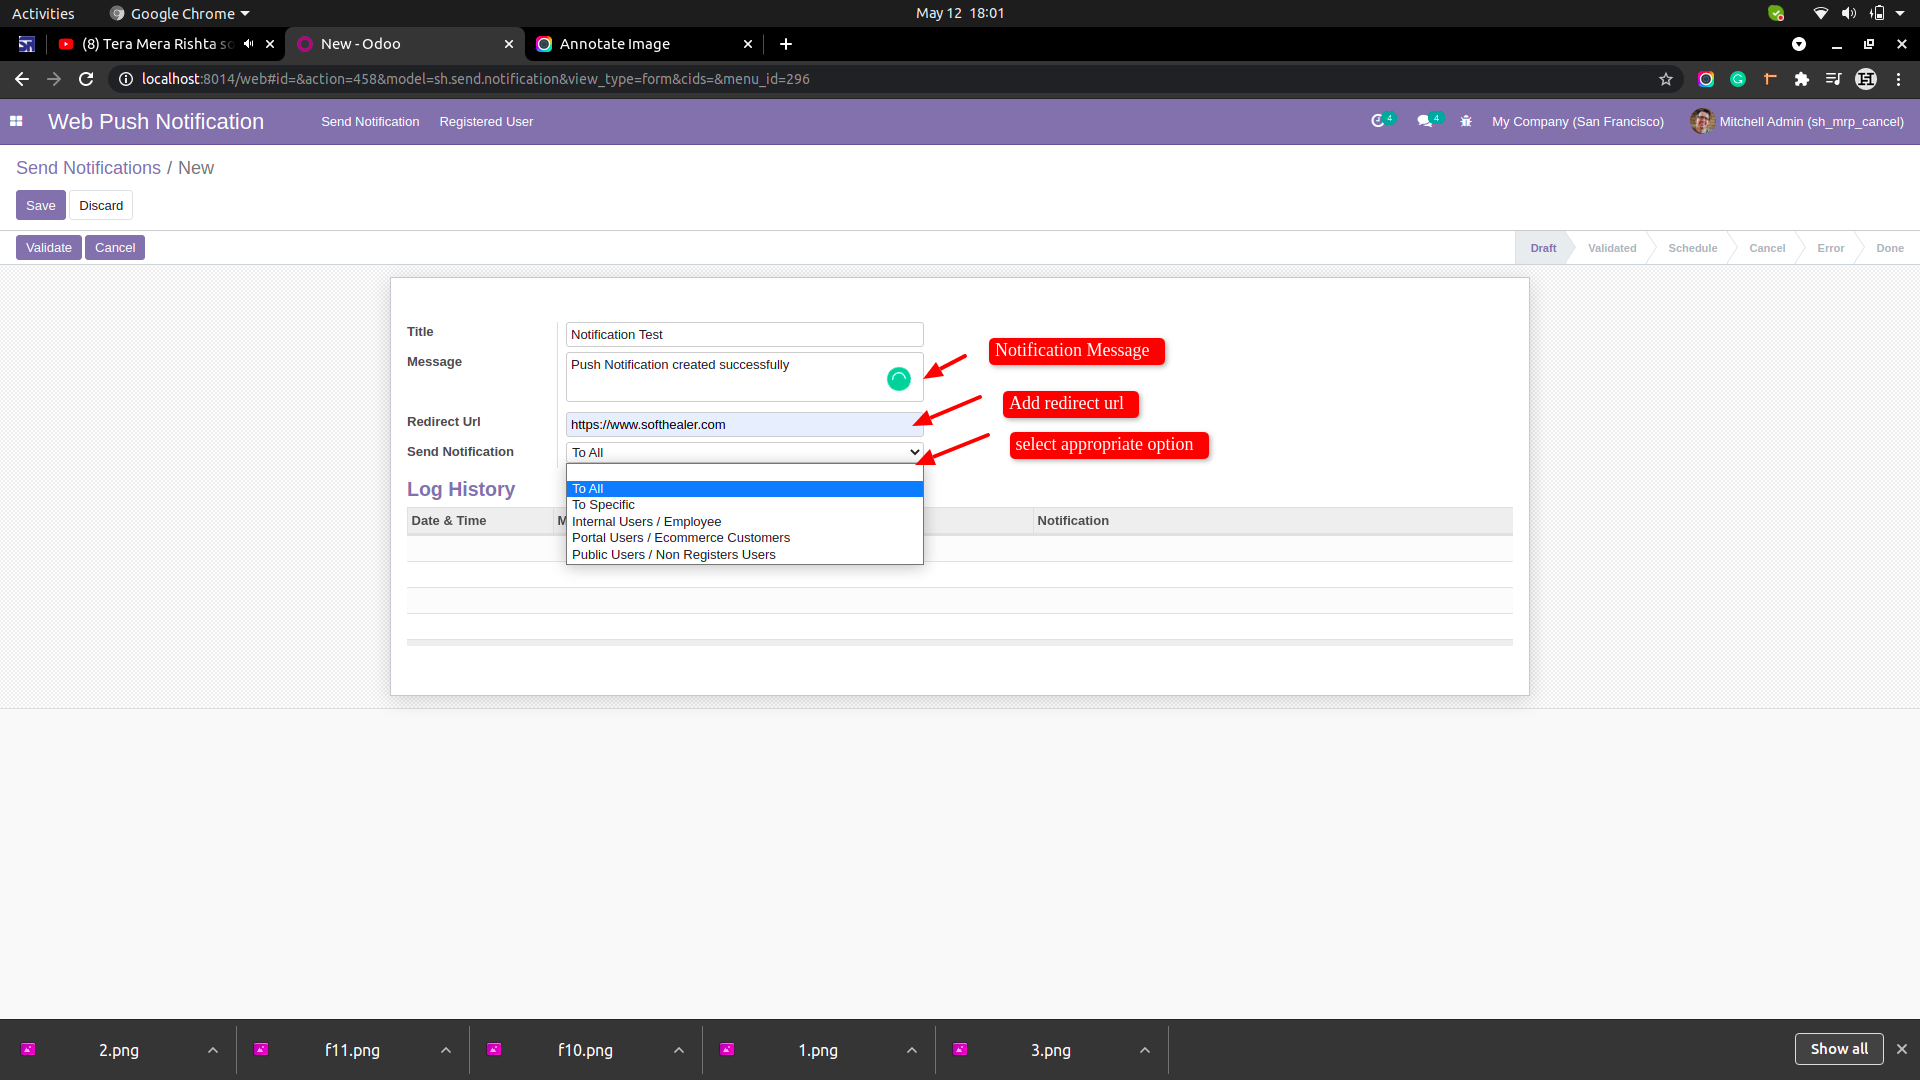 Activities
Google Chrome
May 12 18:01
(8) Tera Mera Rishta so
New - Odoo
Annotate Image
localhost:8014/web#id=&action=458&model=sh.send.notification&view_type=form&cids=&menu_id=296
Web Push Notification
Send Notification
Registered User
4
4
My Company (San Francisco)
Mitchell Admin (sh_mrp_cancel)
Send Notifications / New
Save
Discard
Validate
Cancel
Draft
Validated
Schedule
Cancel
Error
Done
Title
Notification Test
Message
Push Notification created successfully
Notification Message
Redirect Url
https://www.softhealer.com
Add redirect url
Send Notification
To All
select appropriate option
To All
To Specific
Internal Users / Employee
Portal Users / Ecommerce Customers
Public Users / Non Registers Users
Log History
Date & Time
M
Notification
2.png
f11.png
f10.png
1.png
3.png
Show all